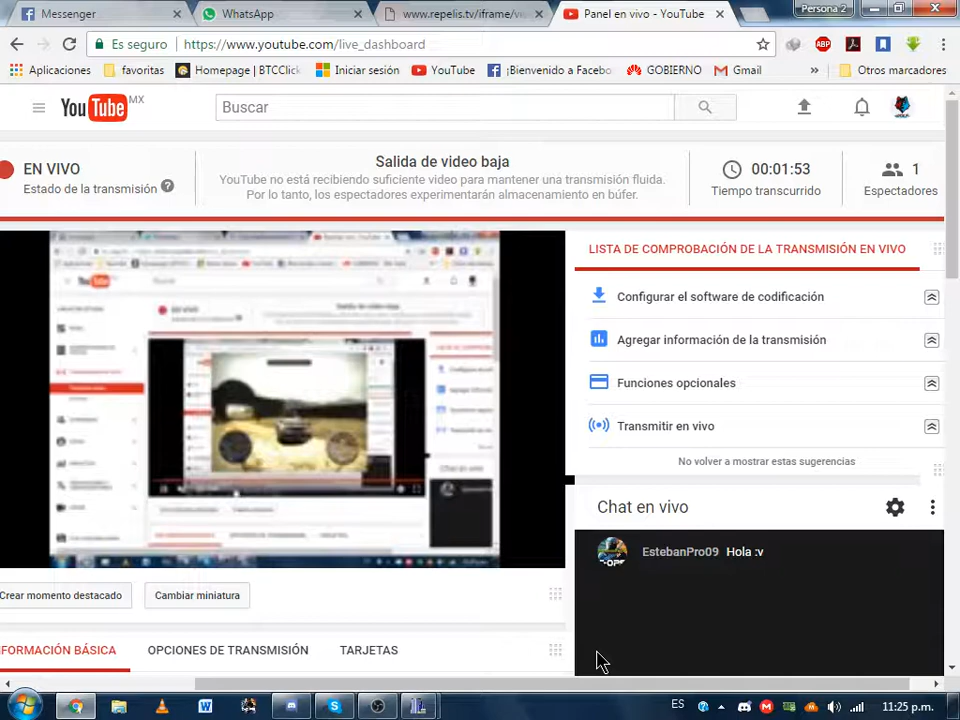 Messenger
WhatsApp
www.repelis.tv/iframe/
Panel en vivo - YouTube
Persona 2
Es seguro
https://www.youtube.com/live_dashboard
ABP
Aplicaciones
favoritas
Homepage | BTCClic
Iniciar sesión
YouTube
¡Bienvenido a Facebo
GOBIERNO
Gmail
»
Otros marcadores
YouTube MX
Buscar
EN VIVO
Estado de la transmisión
Salida de video baja
YouTube no está recibiendo suficiente video para mantener una transmisión fluida.
Por lo tanto, los espectadores experimentarán almacenamiento en búfer.
00:01:53
Tiempo transcurrido
1
Espectadores
LISTA DE COMPROBACIÓN DE LA TRANSMISIÓN EN VIVO
Configurar el software de codificación
Agregar información de la transmisión
Funciones opcionales
Transmitir en vivo
No volver a mostrar estas sugerencias
Chat en vivo
EstebanPro09 Hola :v
Crear momento destacado
Cambiar miniatura
NFORMACIÓN BÁSICA
OPCIONES DE TRANSMISIÓN
TARJETAS
ES
11:25 p.m.